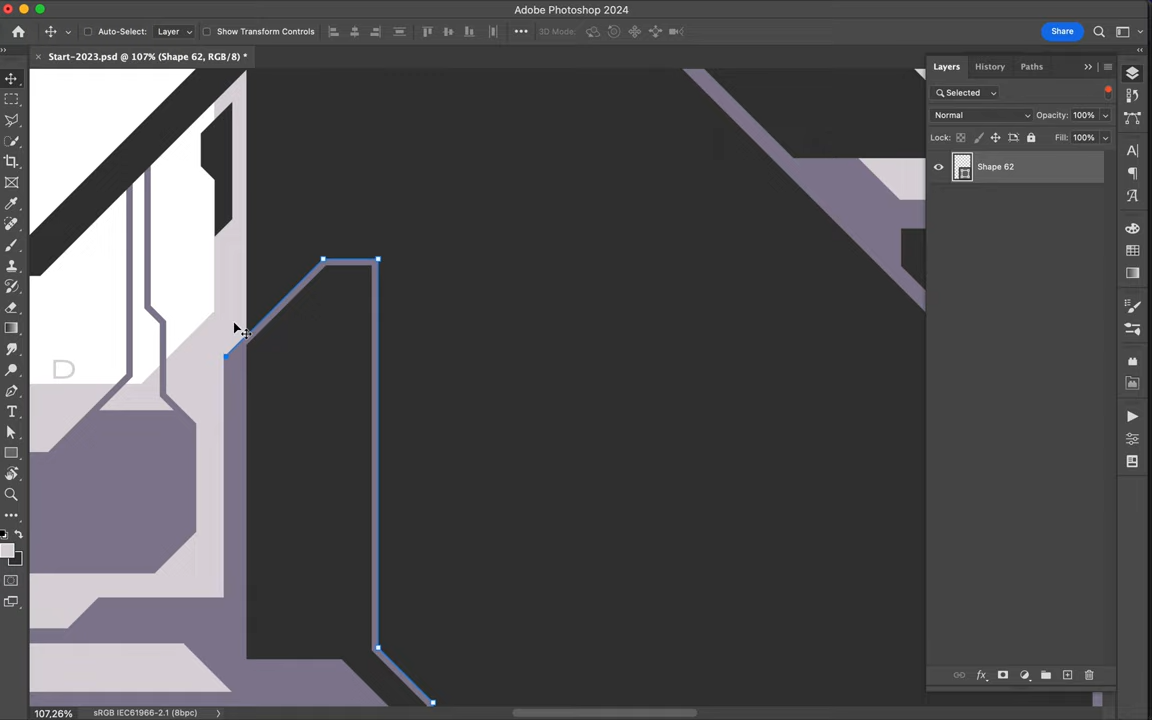 Adobe Photoshop 2024
Auto-Select: Layer Show Transform Controls 3D Mode: Share
Start-2023.psd @ 107% (Shape 62, RGB/8) *
Layers History Paths
Selected
Normal Opacity: 100%
Lock: Fill: 100%
Shape 62
D
107.26% sRGB IEC61966-2.1 (8bpc)